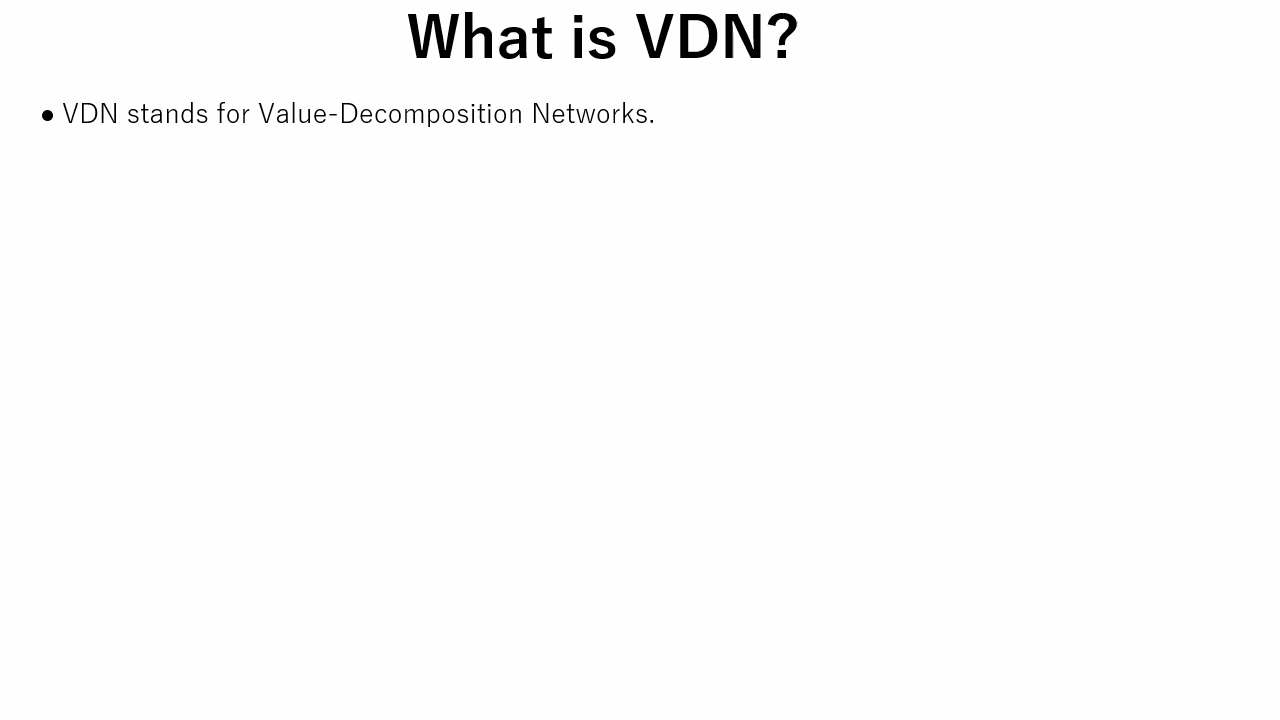 What is VDN?
● VDN stands for Value-Decomposition Networks.